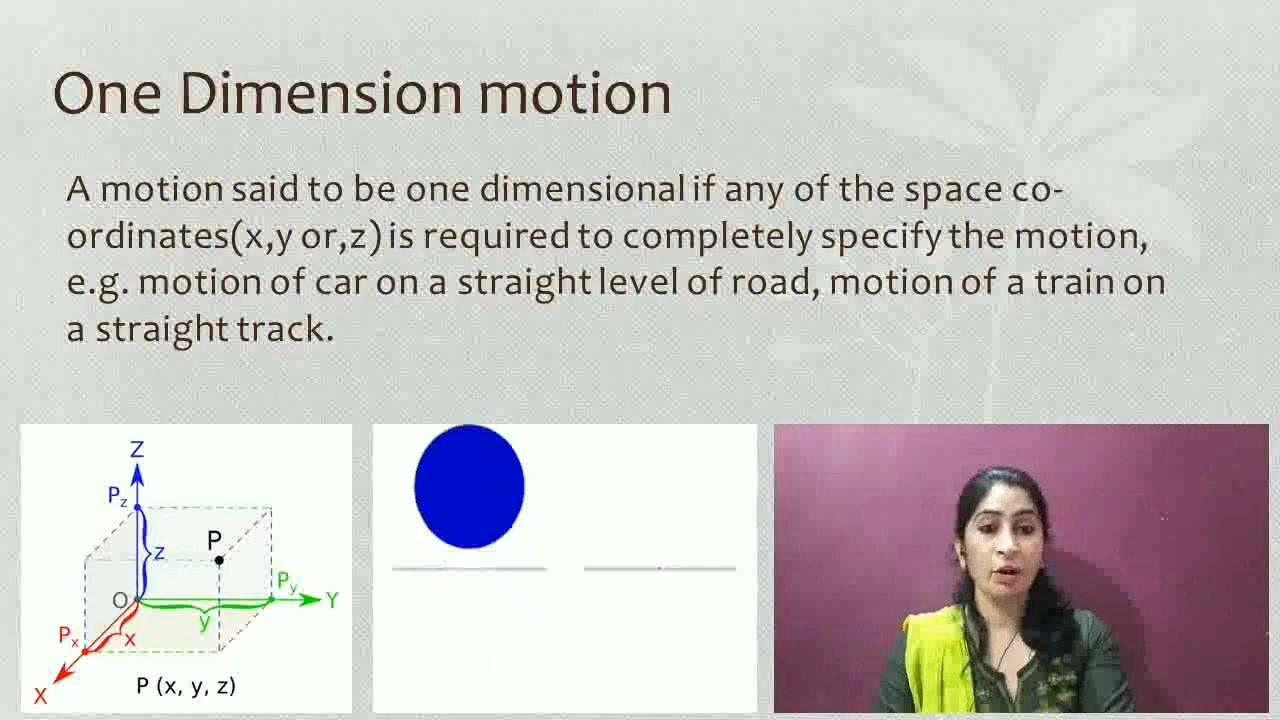 One Dimension motion
A motion said to be one dimensional if any of the space co-
ordinates(x,y or,z) is required to completely specify the motion,
e.g. motion of car on a straight level of road, motion of a train on
a straight track.
Z
Pz
P
z
Py
O
Y
y
Px
x
P (x, y, z)
X